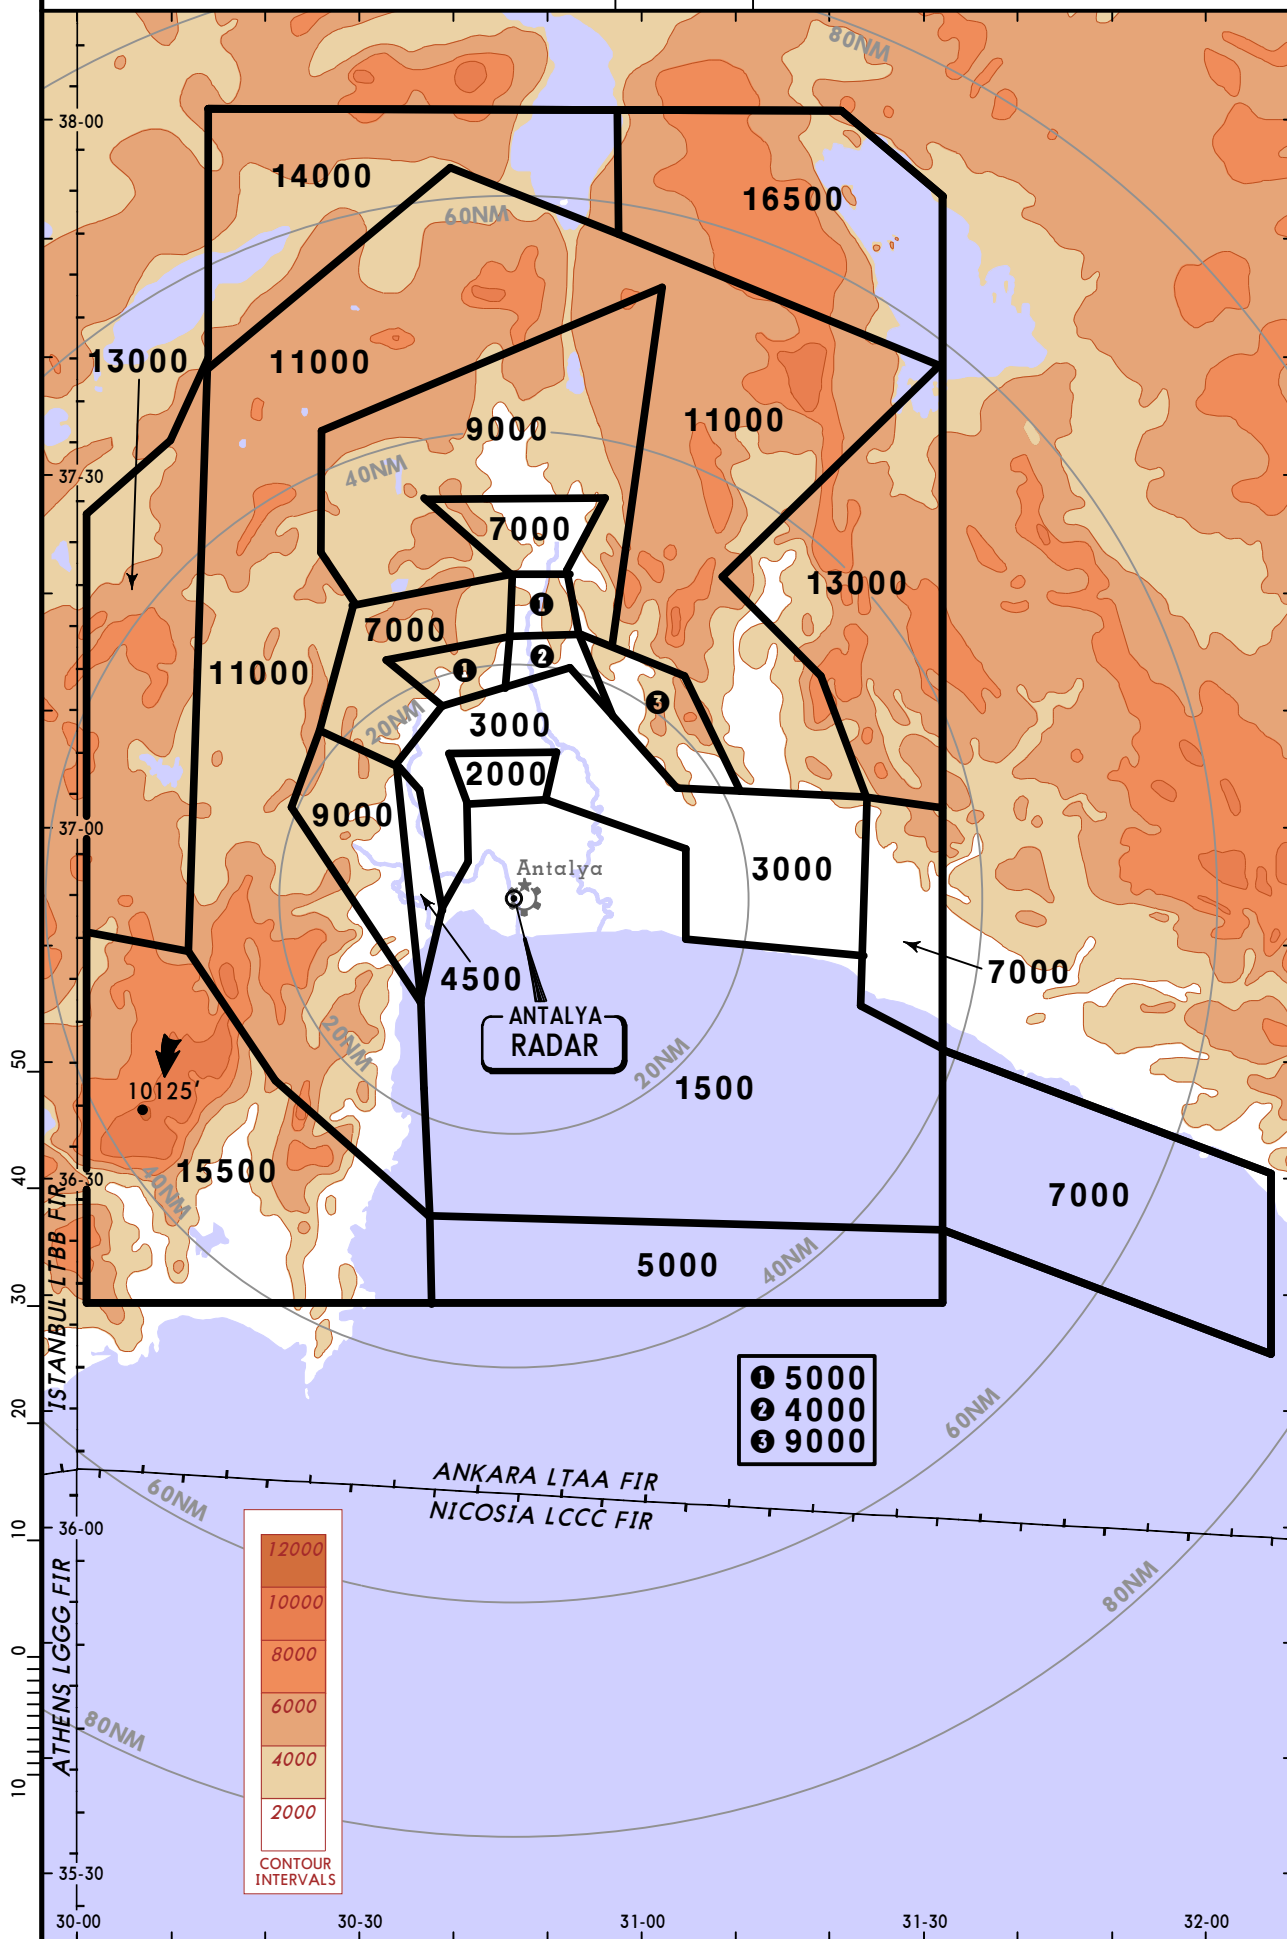 80NM
38-00
14000
16500
60NM
13000
11000
9000
11000
40NM
37-30
7000
1
13000
7000
2
1
11000
3
20NM
3000
2000
9000
37-00
3000
Antalya
7000
4500
ANTALYA
RADAR
20NM
20NM
50
10125'
1500
15500
40
36-30
40NM
7000
5000
40NM
30
ISTANBUL LTBB FIR
1 5000
2 4000
3 9000
20
60NM
ANKARA LTAA FIR
NICOSIA LCCC FIR
60NM
10
36-00
12000
10000
8000
6000
4000
2000
CONTOUR
INTERVALS
80NM
0
ATHENS LGGG FIR
80NM
10
35-30
30-00 30-30 31-00 31-30 32-00